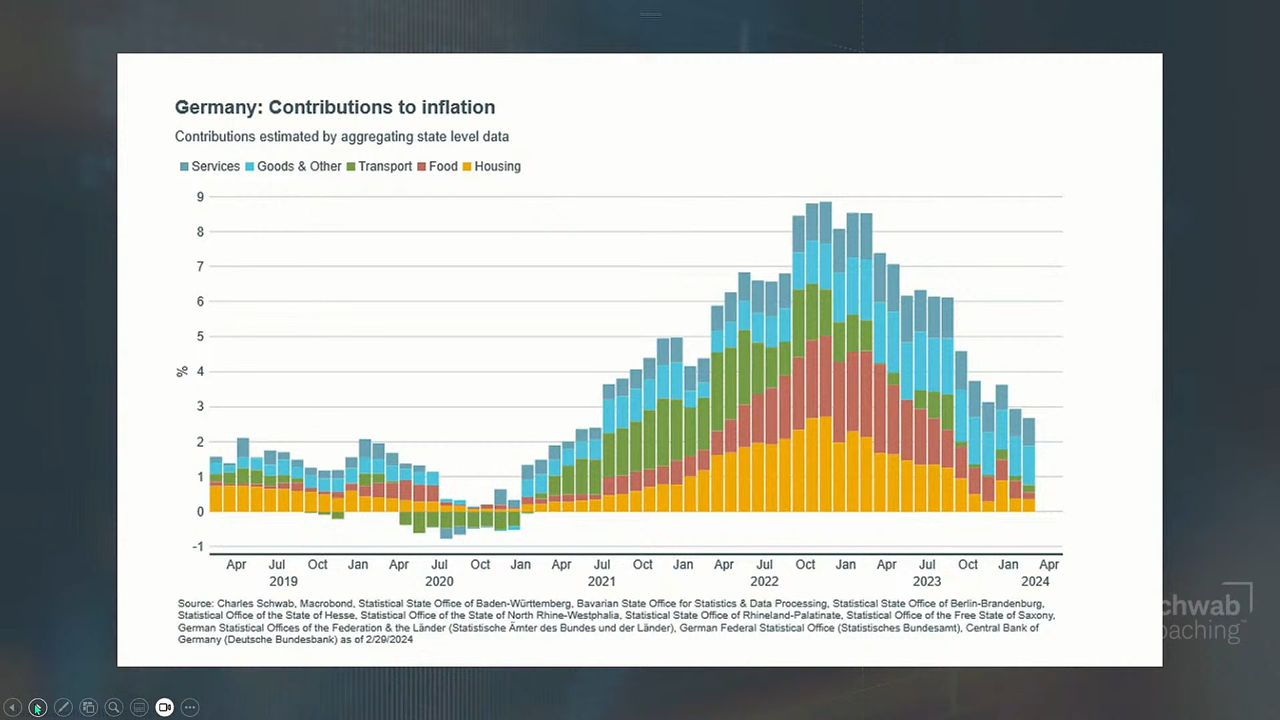 Germany: Contributions to inflation
Contributions estimated by aggregating state level data
Services Goods & Other Transport Food Housing
9
8
7
6
5
4
3
2
1
0
-1
%
Apr Jul Oct Jan Apr Jul Oct Jan Apr Jul Oct Jan Apr Jul Oct Jan Apr Jul Oct Jan Apr
2019 2020 2021 2022 2023 2024
Source: Charles Schwab, Macrobond, Statistical State Office of Baden-Württemberg, Bavarian State Office for Statistics & Data Processing, Statistical State Office of Berlin-Brandenburg,
Statistical Office of the State of Hesse, Statistical Office of the State of North Rhine-Westphalia, Statistical State Office of Rhineland-Palatinate, Statistical Office of the Free State of Saxony,
German Statistical Offices of the Federation & the Länder (Statistische Ämter des Bundes und der Länder), German Federal Statistical Office (Statistisches Bundesamt), Central Bank of
Germany (Deutsche Bundesbank) as of 2/29/2024
chwab
oaching